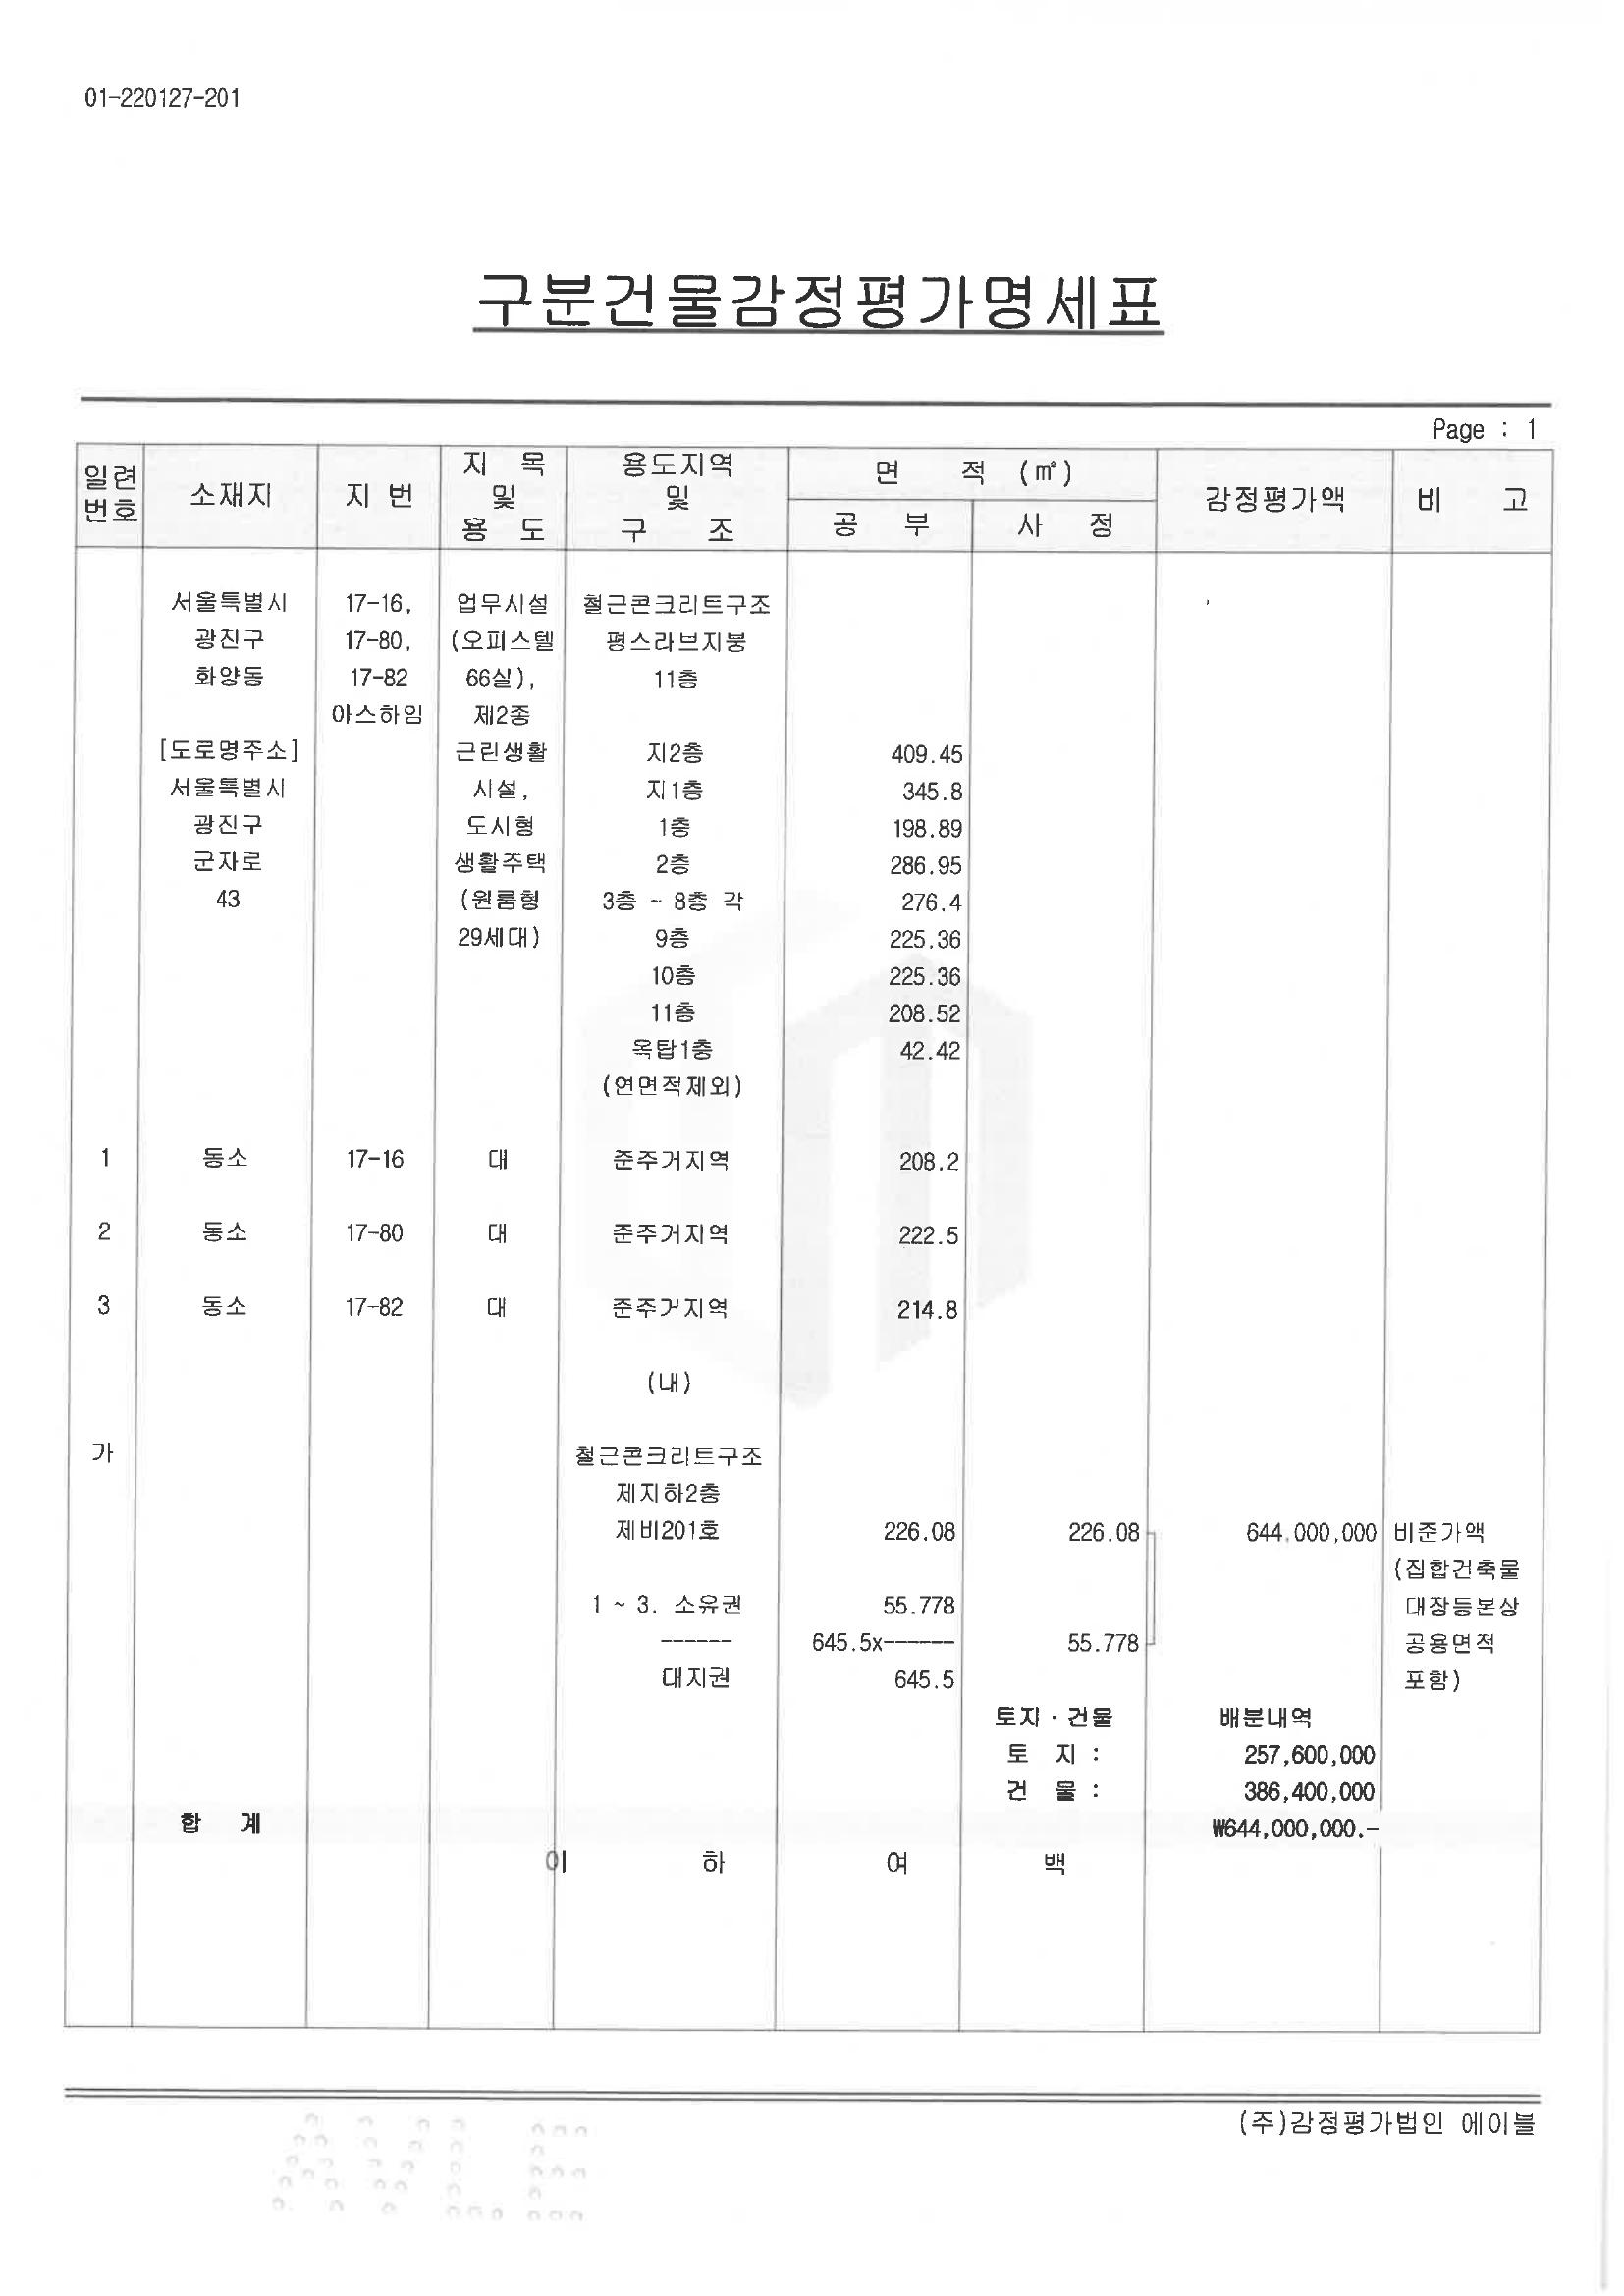 01-220127-201
구분건물감정평가명세표
Page : 1
일련 번호 소재지 지 번 지 목 및 용 도 용도지역 및 구 조 면 적 (㎡) 공 부 사 정 감정평가액 비 고
서울특별시 17-16, 업무시설 철근콘크리트구조
광진구 17-80, (오피스텔 평스라브지붕
화양동 17-82 66실), 11층
아스하임 제2종
[도로명주소] 근린생활 지2층 409.45
서울특별시 시설, 지1층 345.8
광진구 도시형 1층 198.89
군자로 생활주택 2층 286.95
43 (원룸형 3층 ~ 8층 각 276.4
29세대) 9층 225.36
10층 225.36
11층 208.52
옥탑1층 42.42
(연면적제외)
1 동소 17-16 대 준주거지역 208.2
2 동소 17-80 대 준주거지역 222.5
3 동소 17-82 대 준주거지역 214.8
(내)
가 철근콘크리트구조
제지하2층
제비201호 226.08 226.08 644,000,000 비준가액
(집합건축물
1 ~ 3. 소유권 55.778 대장등본상
------ 645.5x------ 55.778 공용면적
대지권 645.5 포함)
토지·건물 배분내역
토 지 : 257,600,000
건 물 : 386,400,000
합 계 ₩644,000,000.-
이 하 여 백
(주)감정평가법인 에이블